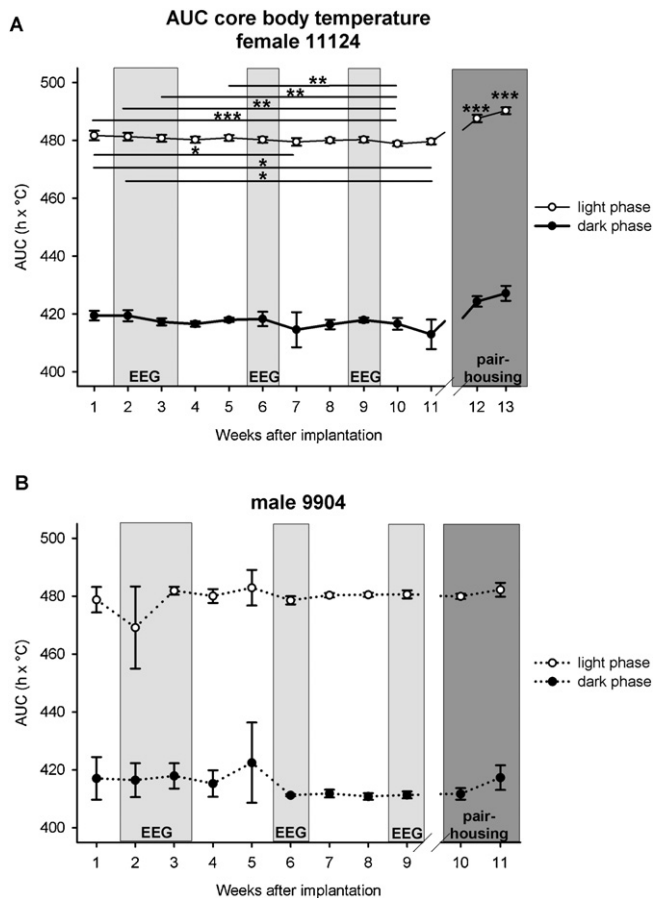 A
AUC core body temperature
female 11124
500
480
460
440
420
400
AUC (h x °C)
**
**
**
***
*
*
*
***
***
EEG
EEG
EEG
pair-
housing
1 2 3 4 5 6 7 8 9 10 11 12 13
Weeks after implantation
light phase
dark phase
B
male 9904
500
480
460
440
420
400
AUC (h x °C)
EEG
EEG
EEG
pair-
housing
1 2 3 4 5 6 7 8 9 10 11
Weeks after implantation
light phase
dark phase